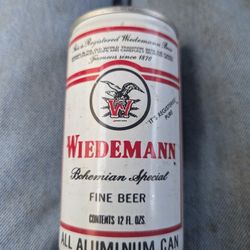 This is Registered Wiedemann Beer
Famous since 1870
W
IT'S REGISTERED
PURE
WIEDEMANN
Bohemian Special
FINE BEER
CONTENTS 12 FL. OZS.
ALL ALUMINUM CAN